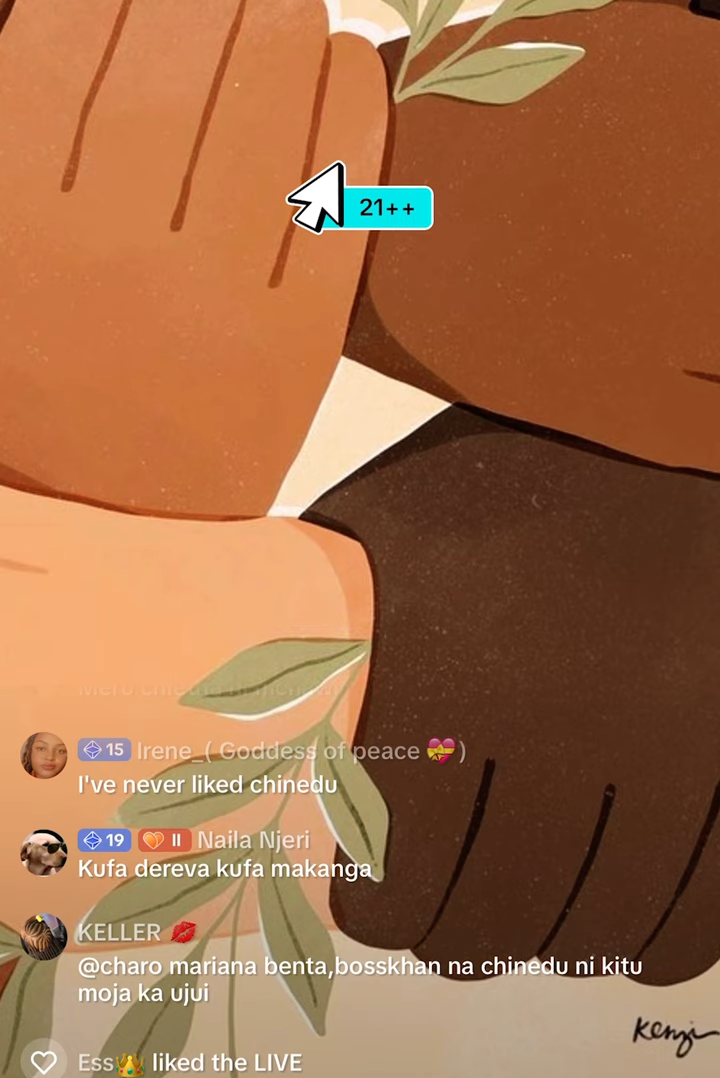 21++
15 Irene_( Goddess of peace 💝)
I've never liked chinedu
19 II Naila Njeri
Kufa dereva kufa makanga
KELLER 💋
@charo mariana benta,bosskhan na chinedu ni kitu
moja ka ujui
Kenzi
Ess👑 liked the LIVE